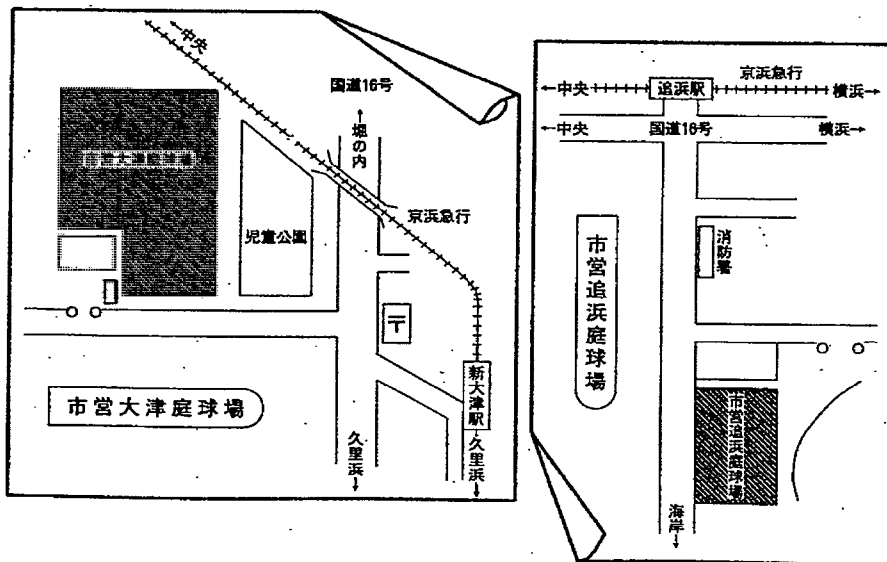 ←中央
国道16号
←堀の内
市営大津庭球場
京浜急行
児童公園
〒
市営大津庭球場
新大津駅
久里浜→
久里浜→
京浜急行
←中央
追浜駅
横浜→
←中央
国道16号
横浜→
消防署
市営追浜庭球場
市営追浜庭球場
海岸→